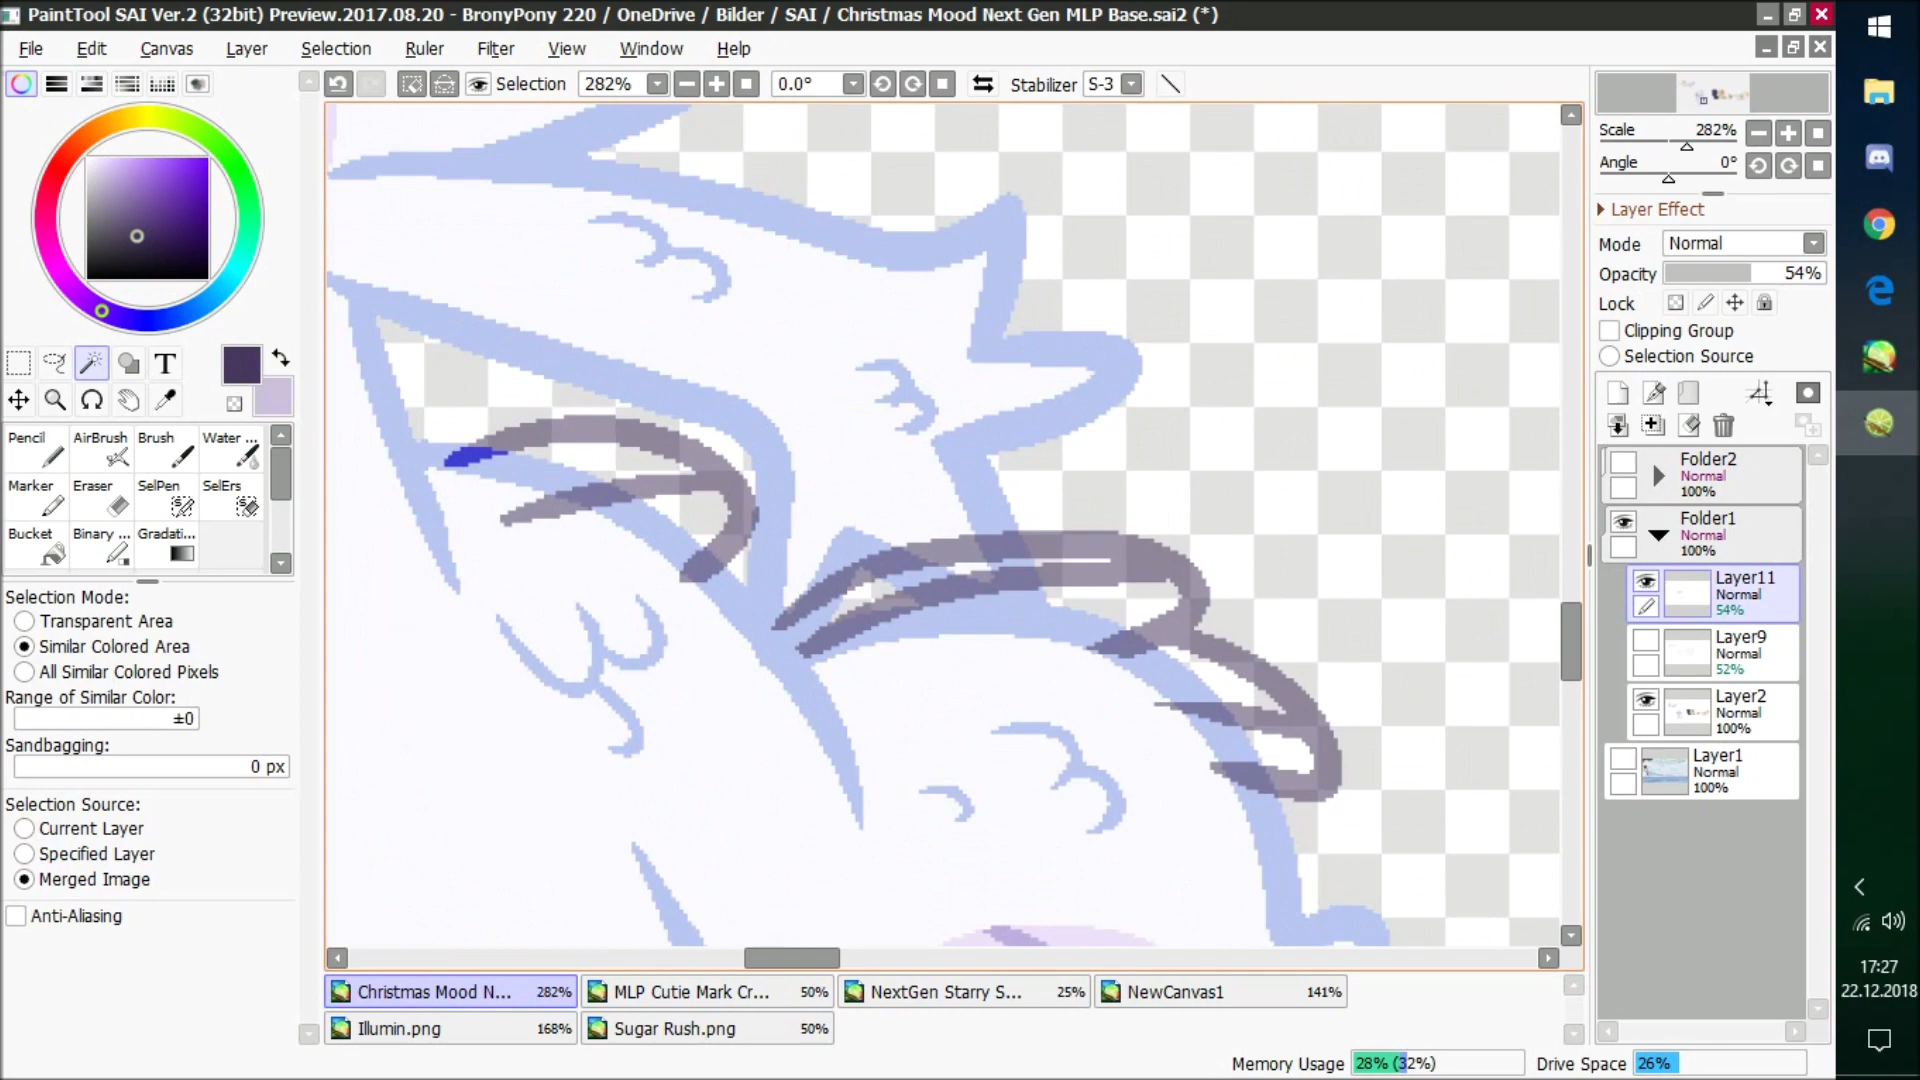 PaintTool SAI Ver.2 (32bit) Preview.2017.08.20 - BronyPony 220 / OneDrive / Bilder / SAI / Christmas Mood Next Gen MLP Base.sai2 (*)
File Edit Canvas Layer Selection Ruler Filter View Window Help
Selection 282% 0.0° Stabilizer S-3
Scale 282%
Angle 0°
Layer Effect
Mode Normal
Opacity 54%
Lock
Clipping Group
Selection Source
T
Pencil AirBrush Brush Water ...
Marker Eraser SelPen SelErs
Bucket Binary ... Gradati...
Selection Mode:
Transparent Area
Similar Colored Area
All Similar Colored Pixels
Range of Similar Color:
±0
Sandbagging:
0 px
Selection Source:
Current Layer
Specified Layer
Merged Image
Anti-Aliasing
Folder2
Normal
100%
Folder1
Normal
100%
Layer11
Normal
54%
Layer9
Normal
52%
Layer2
Normal
100%
Layer1
Normal
100%
Christmas Mood N... 282% MLP Cutie Mark Cr... 50% NextGen Starry S... 25% NewCanvas1 141%
Illumin.png 168% Sugar Rush.png 50%
Memory Usage 28% (32%) Drive Space 26%
17:27
22.12.2018